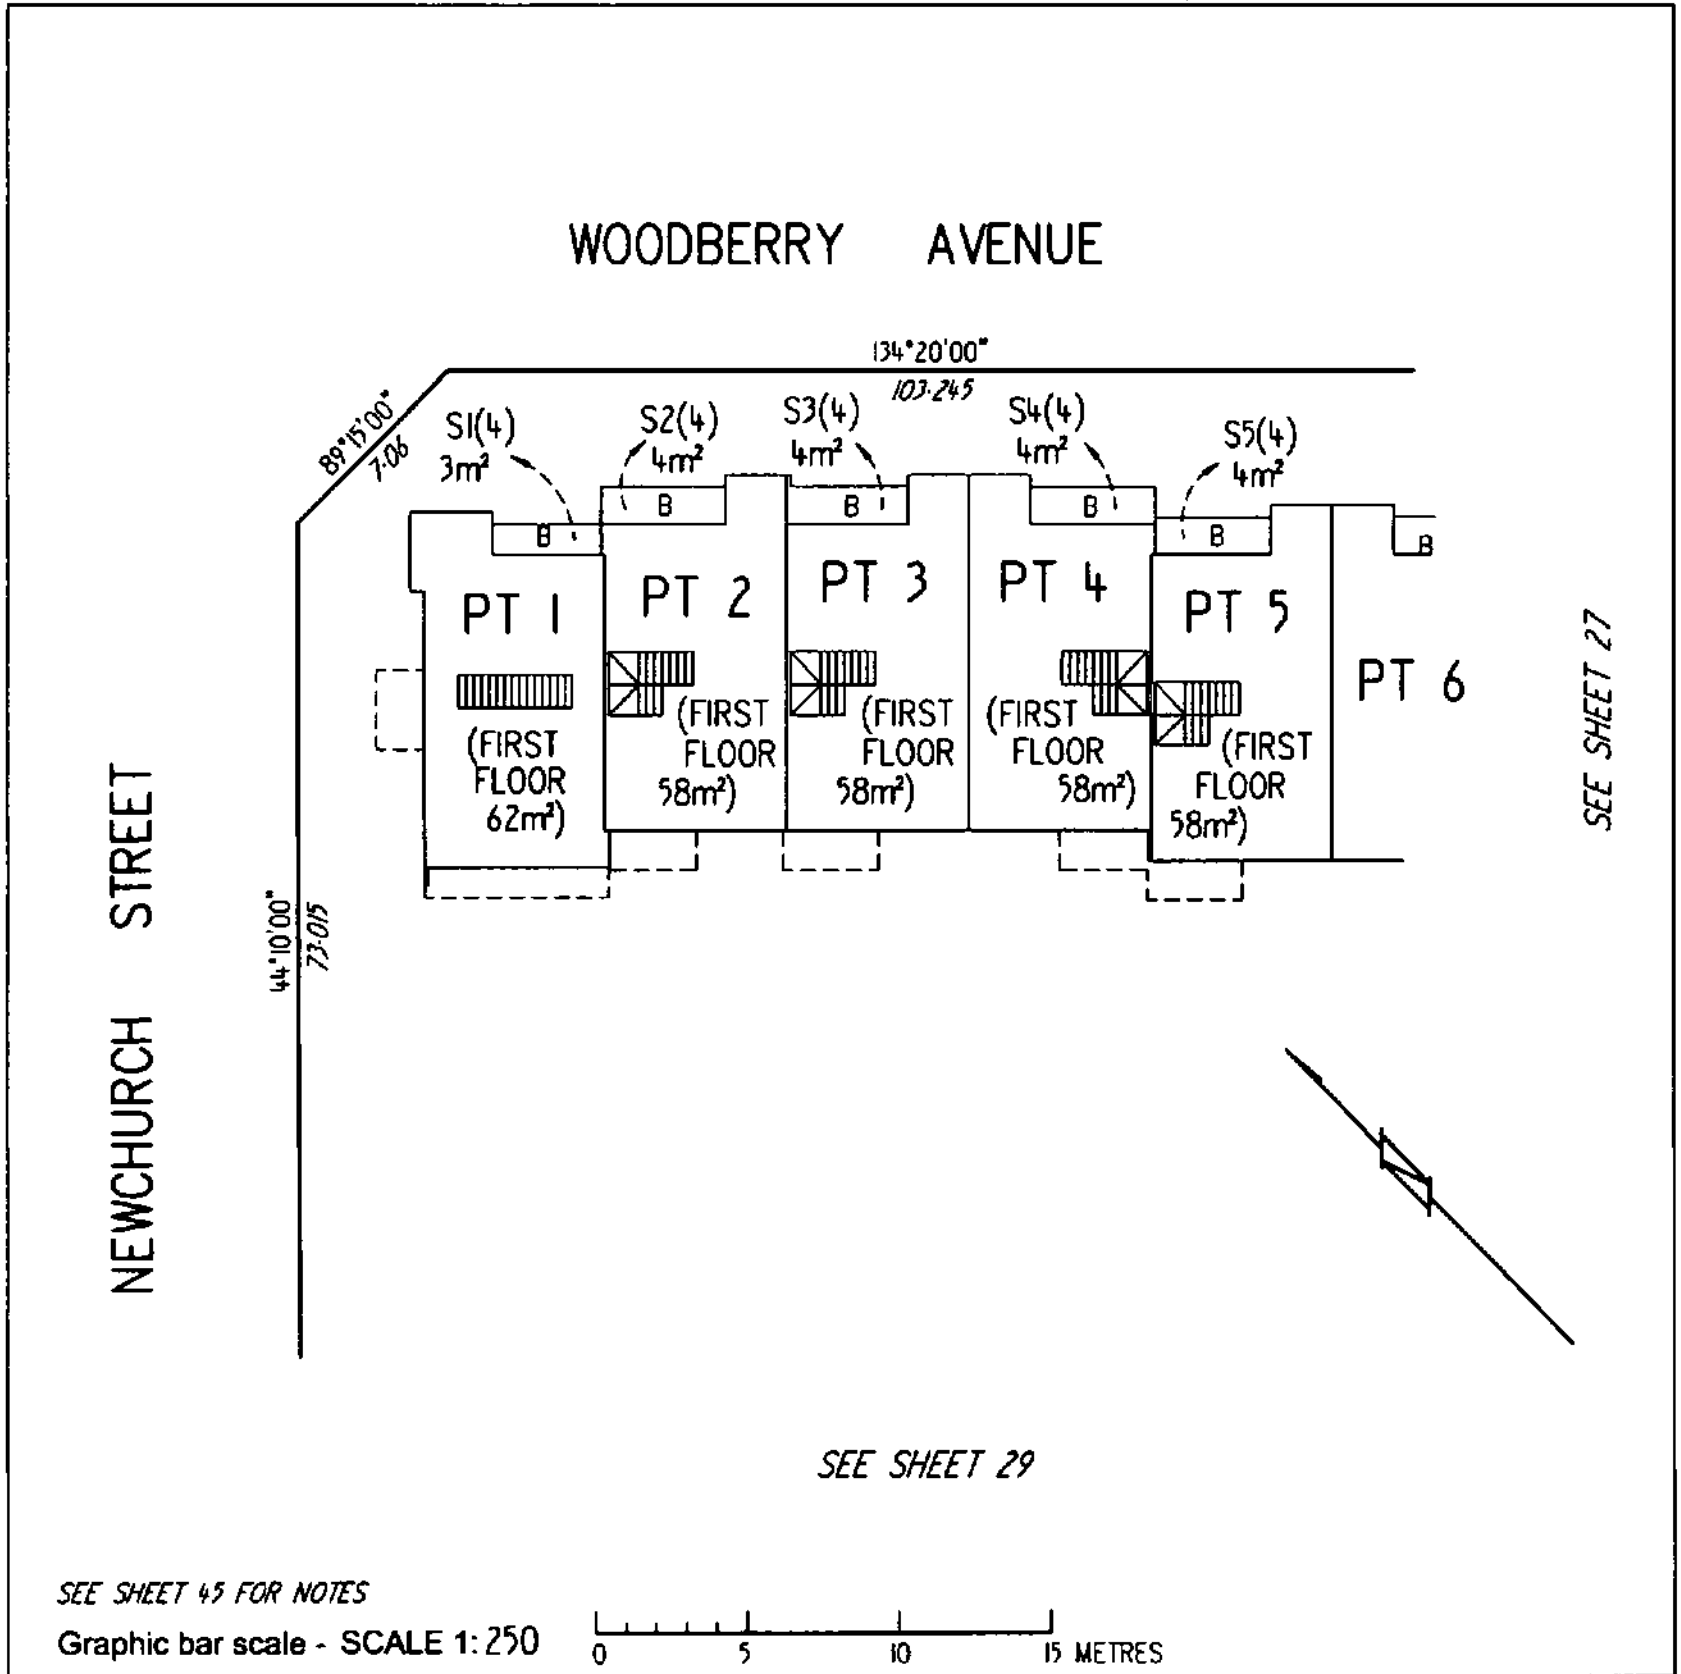 WOODBERRY AVENUE
134°20'00"
103·245
89°15'00"
7·06
S1(4)
3m²
S2(4)
4m²
S3(4)
4m²
S4(4)
4m²
S5(4)
4m²
B
B
B
B
B
B
PT 1
PT 2
PT 3
PT 4
PT 5
PT 6
(FIRST
FLOOR
62m²)
(FIRST
FLOOR
58m²)
(FIRST
FLOOR
58m²)
(FIRST
FLOOR
58m²)
(FIRST
FLOOR
58m²)
SEE SHEET 27
NEWCHURCH STREET
44°10'00"
73·015
SEE SHEET 29
SEE SHEET 45 FOR NOTES
Graphic bar scale - SCALE 1:250
0 5 10 15 METRES